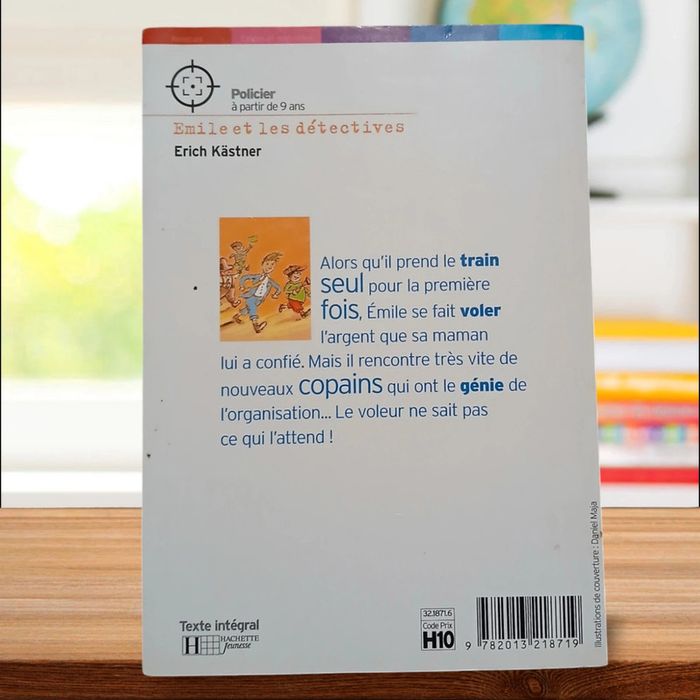 Policier
à partir de 9 ans
Emile et les détectives
Erich Kästner
Alors qu'il prend le train
seul pour la première
fois, Émile se fait voler
l'argent que sa maman
lui a confié. Mais il rencontre très vite de
nouveaux copains qui ont le génie de
l'organisation... Le voleur ne sait pas
ce qui l'attend !
Texte intégral
H HACHETTE
Jeunesse
32.1871.6
Code Prix
H10
9 782013 218719
Illustrations de couverture : Daniel Maja